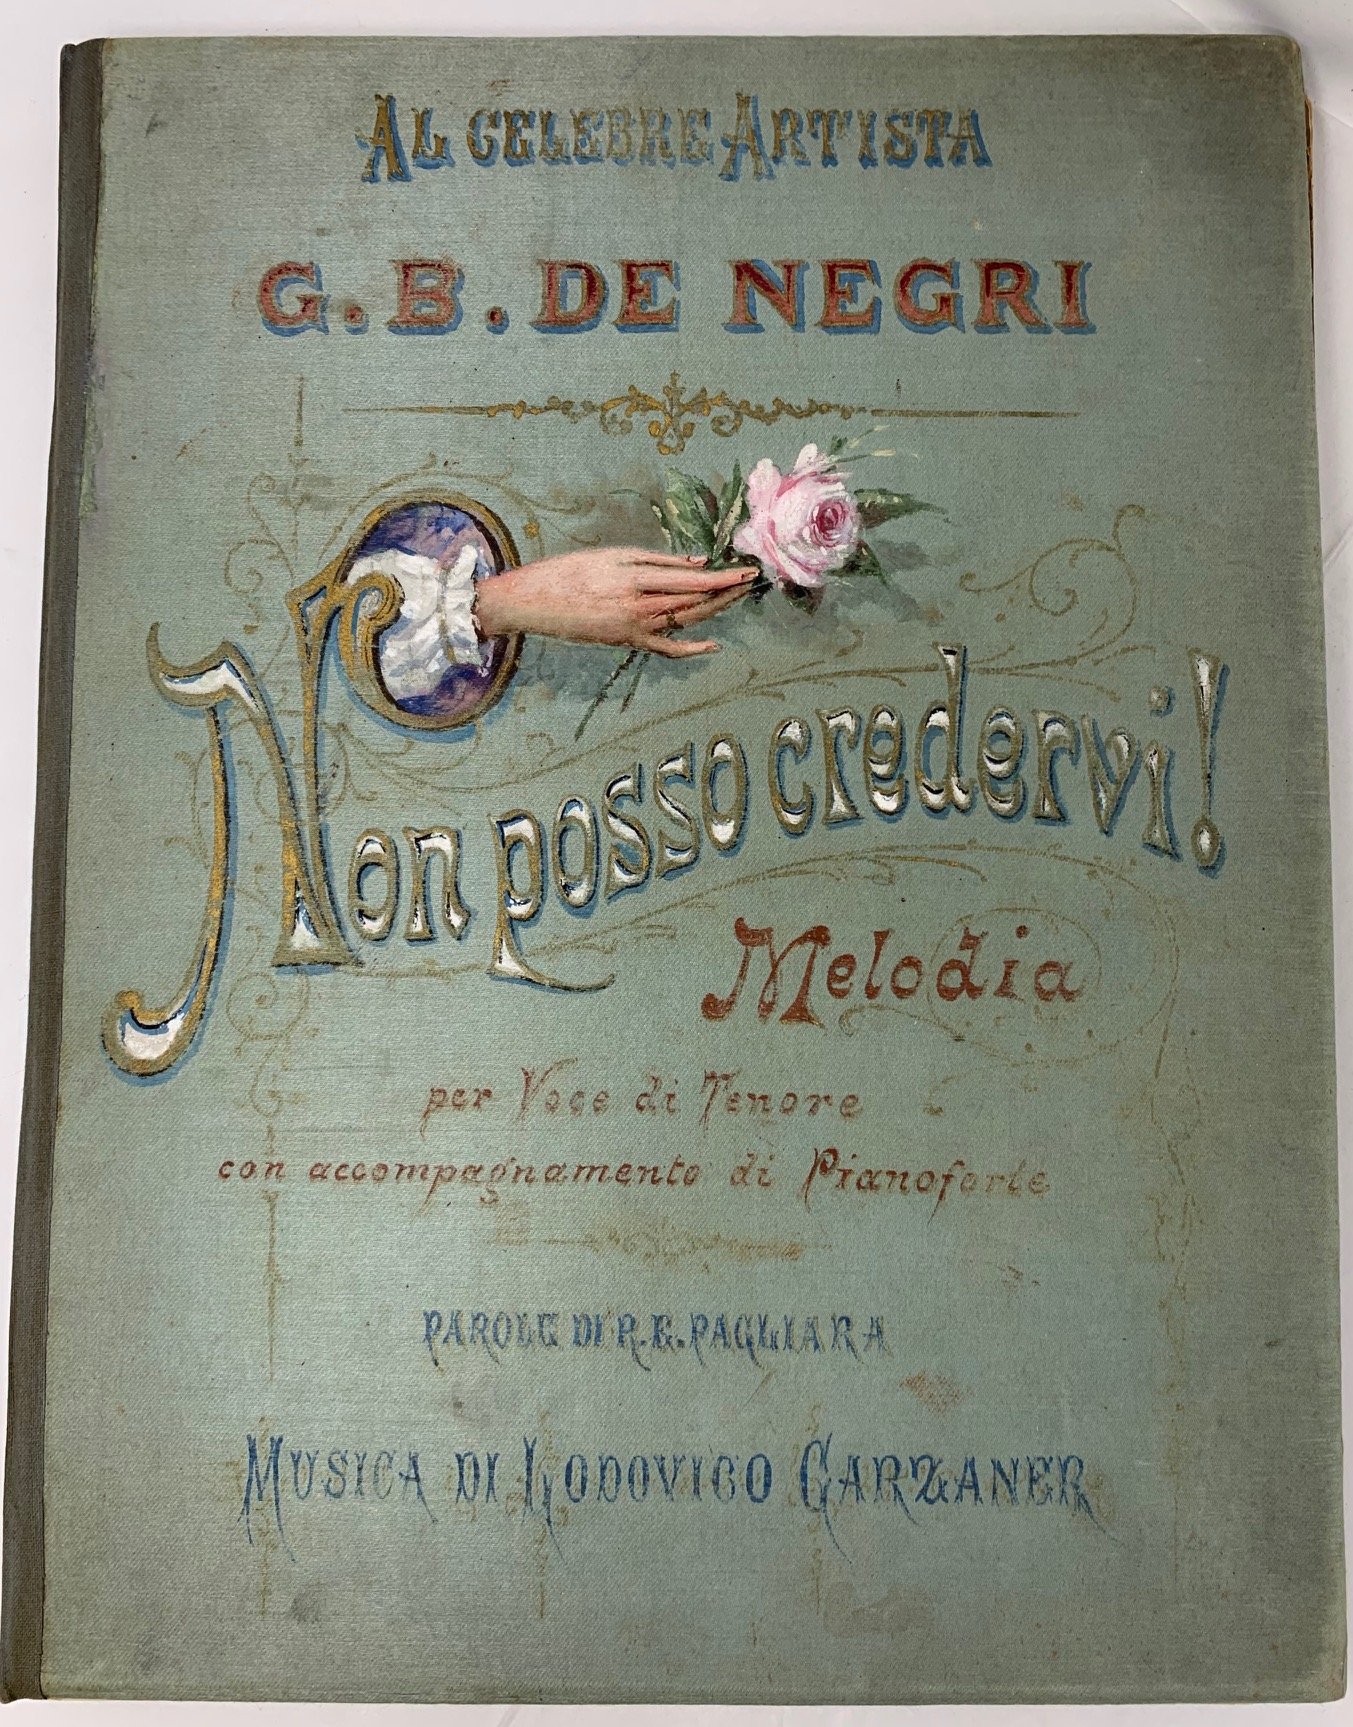 AL CELEBRE ARTISTA
G. B. DE NEGRI
Non posso credervi!
Melodia
per Voce di Tenore
con accompagnamento di Pianoforte
PAROLE DI R. E. PAGLIARA
MUSICA DI LODOVICO GARZANER